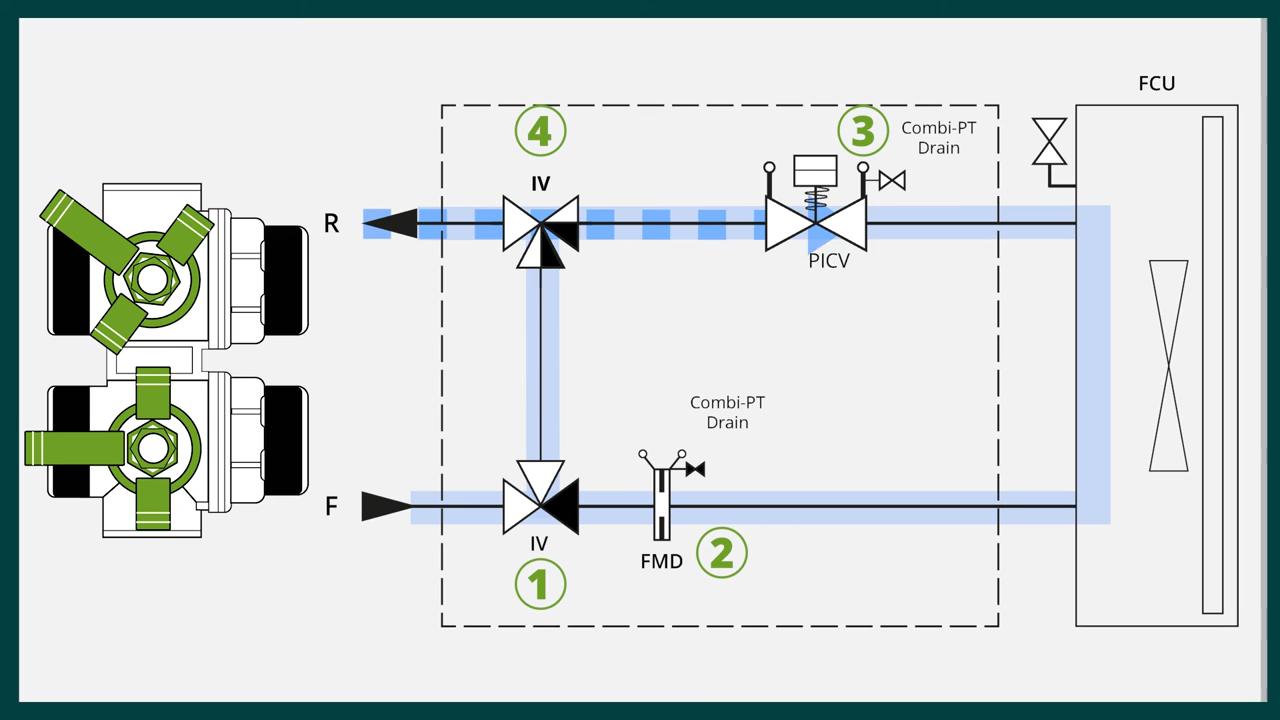 FCU
4
3
Combi-PT
Drain
IV
R
PICV
Combi-PT
Drain
F
IV
FMD
2
1